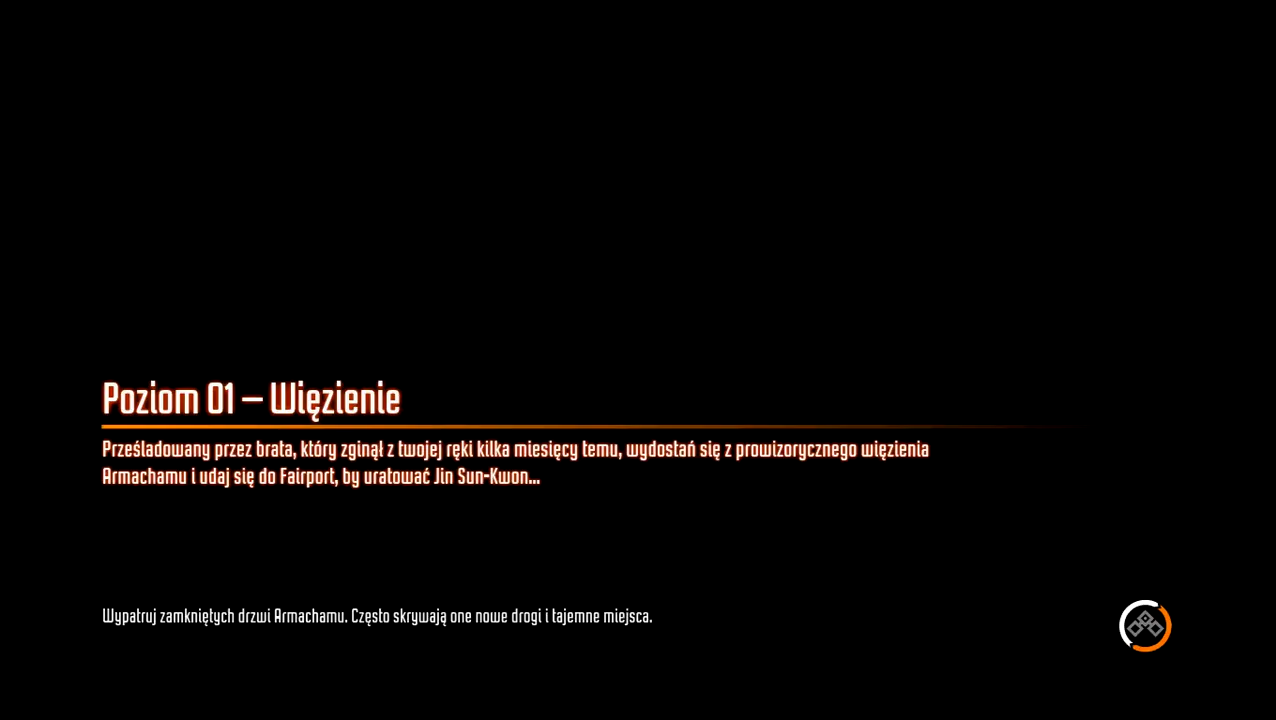 Poziom 01 – Więzienie
Prześladowany przez brata, który zginął z twojej ręki kilka miesięcy temu, wydostań się z prowizorycznego więzienia
Armachamu i udaj się do Fairport, by uratować Jin Sun-Kwon...
Wypatruj zamkniętych drzwi Armachamu. Często skrywają one nowe drogi i tajemne miejsca.